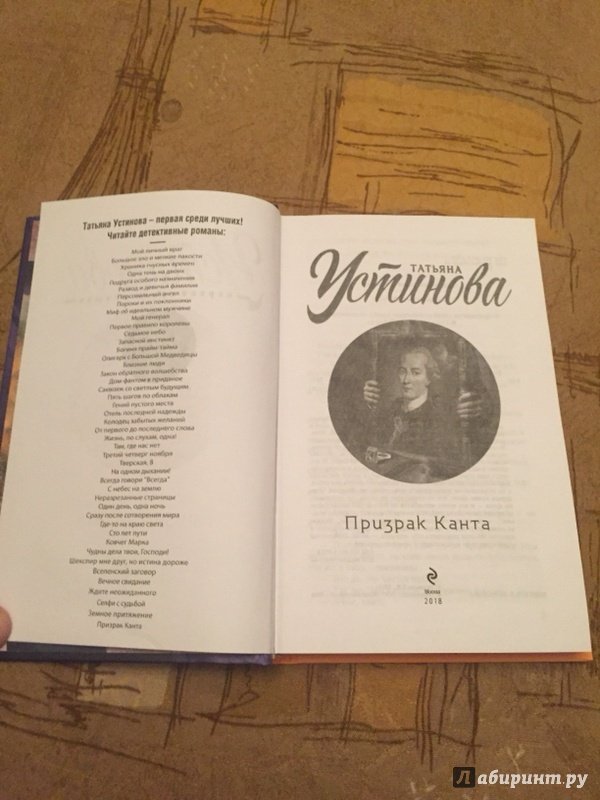 Татьяна Устинова – первая среди лучших!
Читайте детективные романы:
Мой личный враг
Большое зло и мелкие пакости
Хроника гнусных времен
Одна тень на двоих
Подруга особого назначения
Развод и девичья фамилия
Персональный ангел
Пороки и их поклонники
Миф об идеальном мужчине
Мой генерал
Первое правило королевы
Седьмое небо
Запасной инстинкт
Богиня прайм-тайма
Олигарх с Большой Медведицы
Близкие люди
Закон обратного волшебства
Дом-фантом в приданое
Саквояж со светлым будущим
Пять шагов по облакам
Гений пустого места
Отель последней надежды
Колодец забытых желаний
От первого до последнего слова
Жизнь, по слухам, одна!
Там, где нас нет
Третий четверг ноября
Тверская, 8
На одном дыхании!
Всегда говори "Всегда"
С небес на землю
Неразрезанные страницы
Один день, одна ночь
Сразу после сотворения мира
Где-то на краю света
Сто лет пути
Ковчег Марка
Чудны дела твои, Господи!
Шекспир мне друг, но истина дороже
Вселенский заговор
Вечное свидание
Ждите неожиданного
Селфи с судьбой
Земное притяжение
Призрак Канта
ТАТЬЯНА
Устинова
Призрак Канта
Москва
2018
Лабиринт.ру